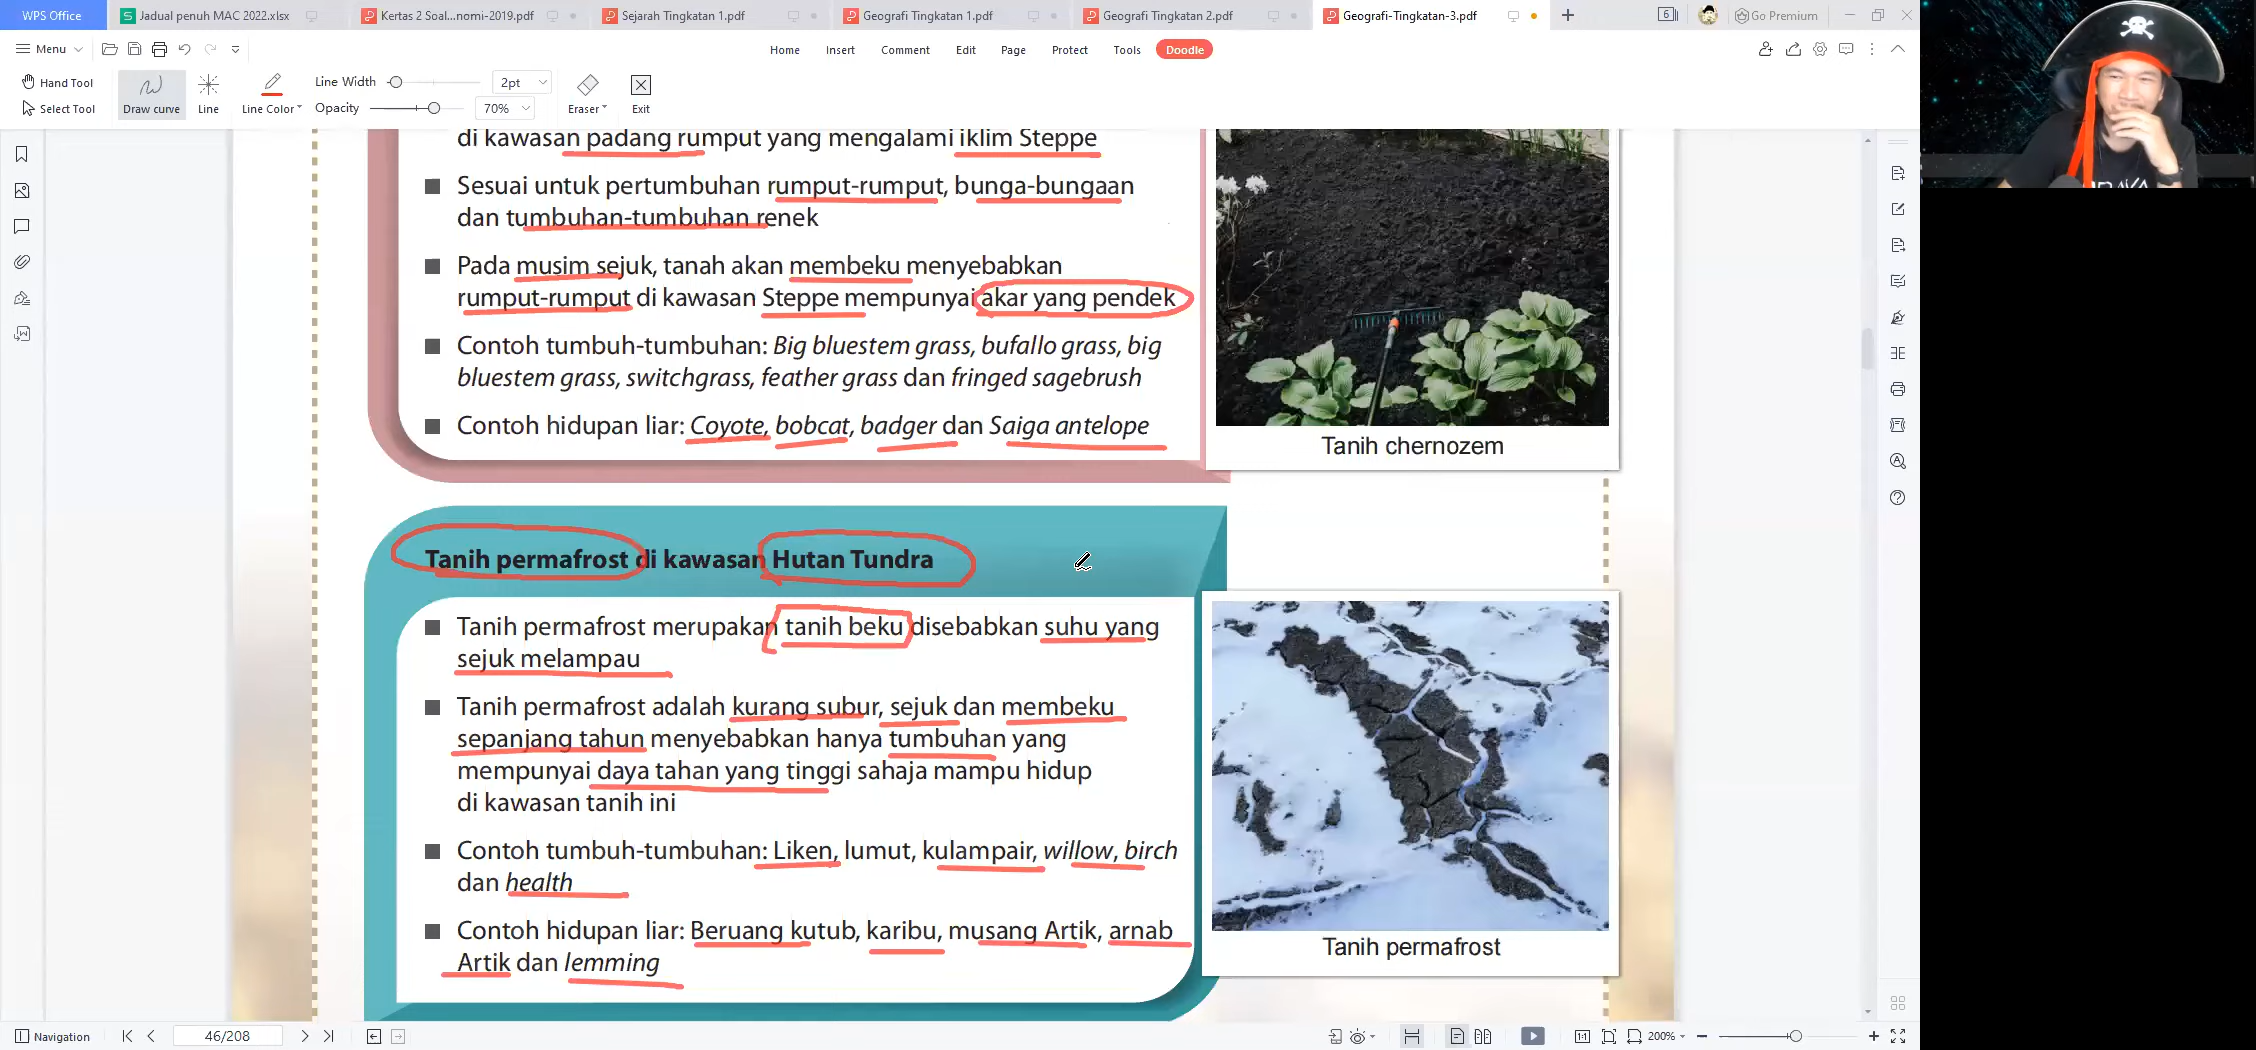 WPS Office
Jadual penuh MAC 2022.xlsx
Kertas 2 Soal...nomi-2019.pdf
Sejarah Tingkatan 1.pdf
Geografi Tingkatan 1.pdf
Geografi Tingkatan 2.pdf
Geografi-Tingkatan-3.pdf
6
Go Premium
Menu
Home
Insert
Comment
Edit
Page
Protect
Tools
Doodle
Hand Tool
Select Tool
Draw curve
Line
Line Color
Line Width
2pt
Opacity
70%
Eraser
Exit
di kawasan padang rumput yang mengalami iklim Steppe
Sesuai untuk pertumbuhan rumput-rumput, bunga-bungaan
dan tumbuhan-tumbuhan renek
Pada musim sejuk, tanah akan membeku menyebabkan
rumput-rumput di kawasan Steppe mempunyai akar yang pendek
Contoh tumbuh-tumbuhan: Big bluestem grass, bufallo grass, big
bluestem grass, switchgrass, feather grass dan fringed sagebrush
Contoh hidupan liar: Coyote, bobcat, badger dan Saiga antelope
Tanih chernozem
Tanih permafrost di kawasan Hutan Tundra
Tanih permafrost merupakan tanih beku disebabkan suhu yang
sejuk melampau
Tanih permafrost adalah kurang subur, sejuk dan membeku
sepanjang tahun menyebabkan hanya tumbuhan yang
mempunyai daya tahan yang tinggi sahaja mampu hidup
di kawasan tanih ini
Contoh tumbuh-tumbuhan: Liken, lumut, kulampair, willow, birch
dan health
Contoh hidupan liar: Beruang kutub, karibu, musang Artik, arnab
Artik dan lemming
Tanih permafrost
Navigation
46/208
1:1
200%